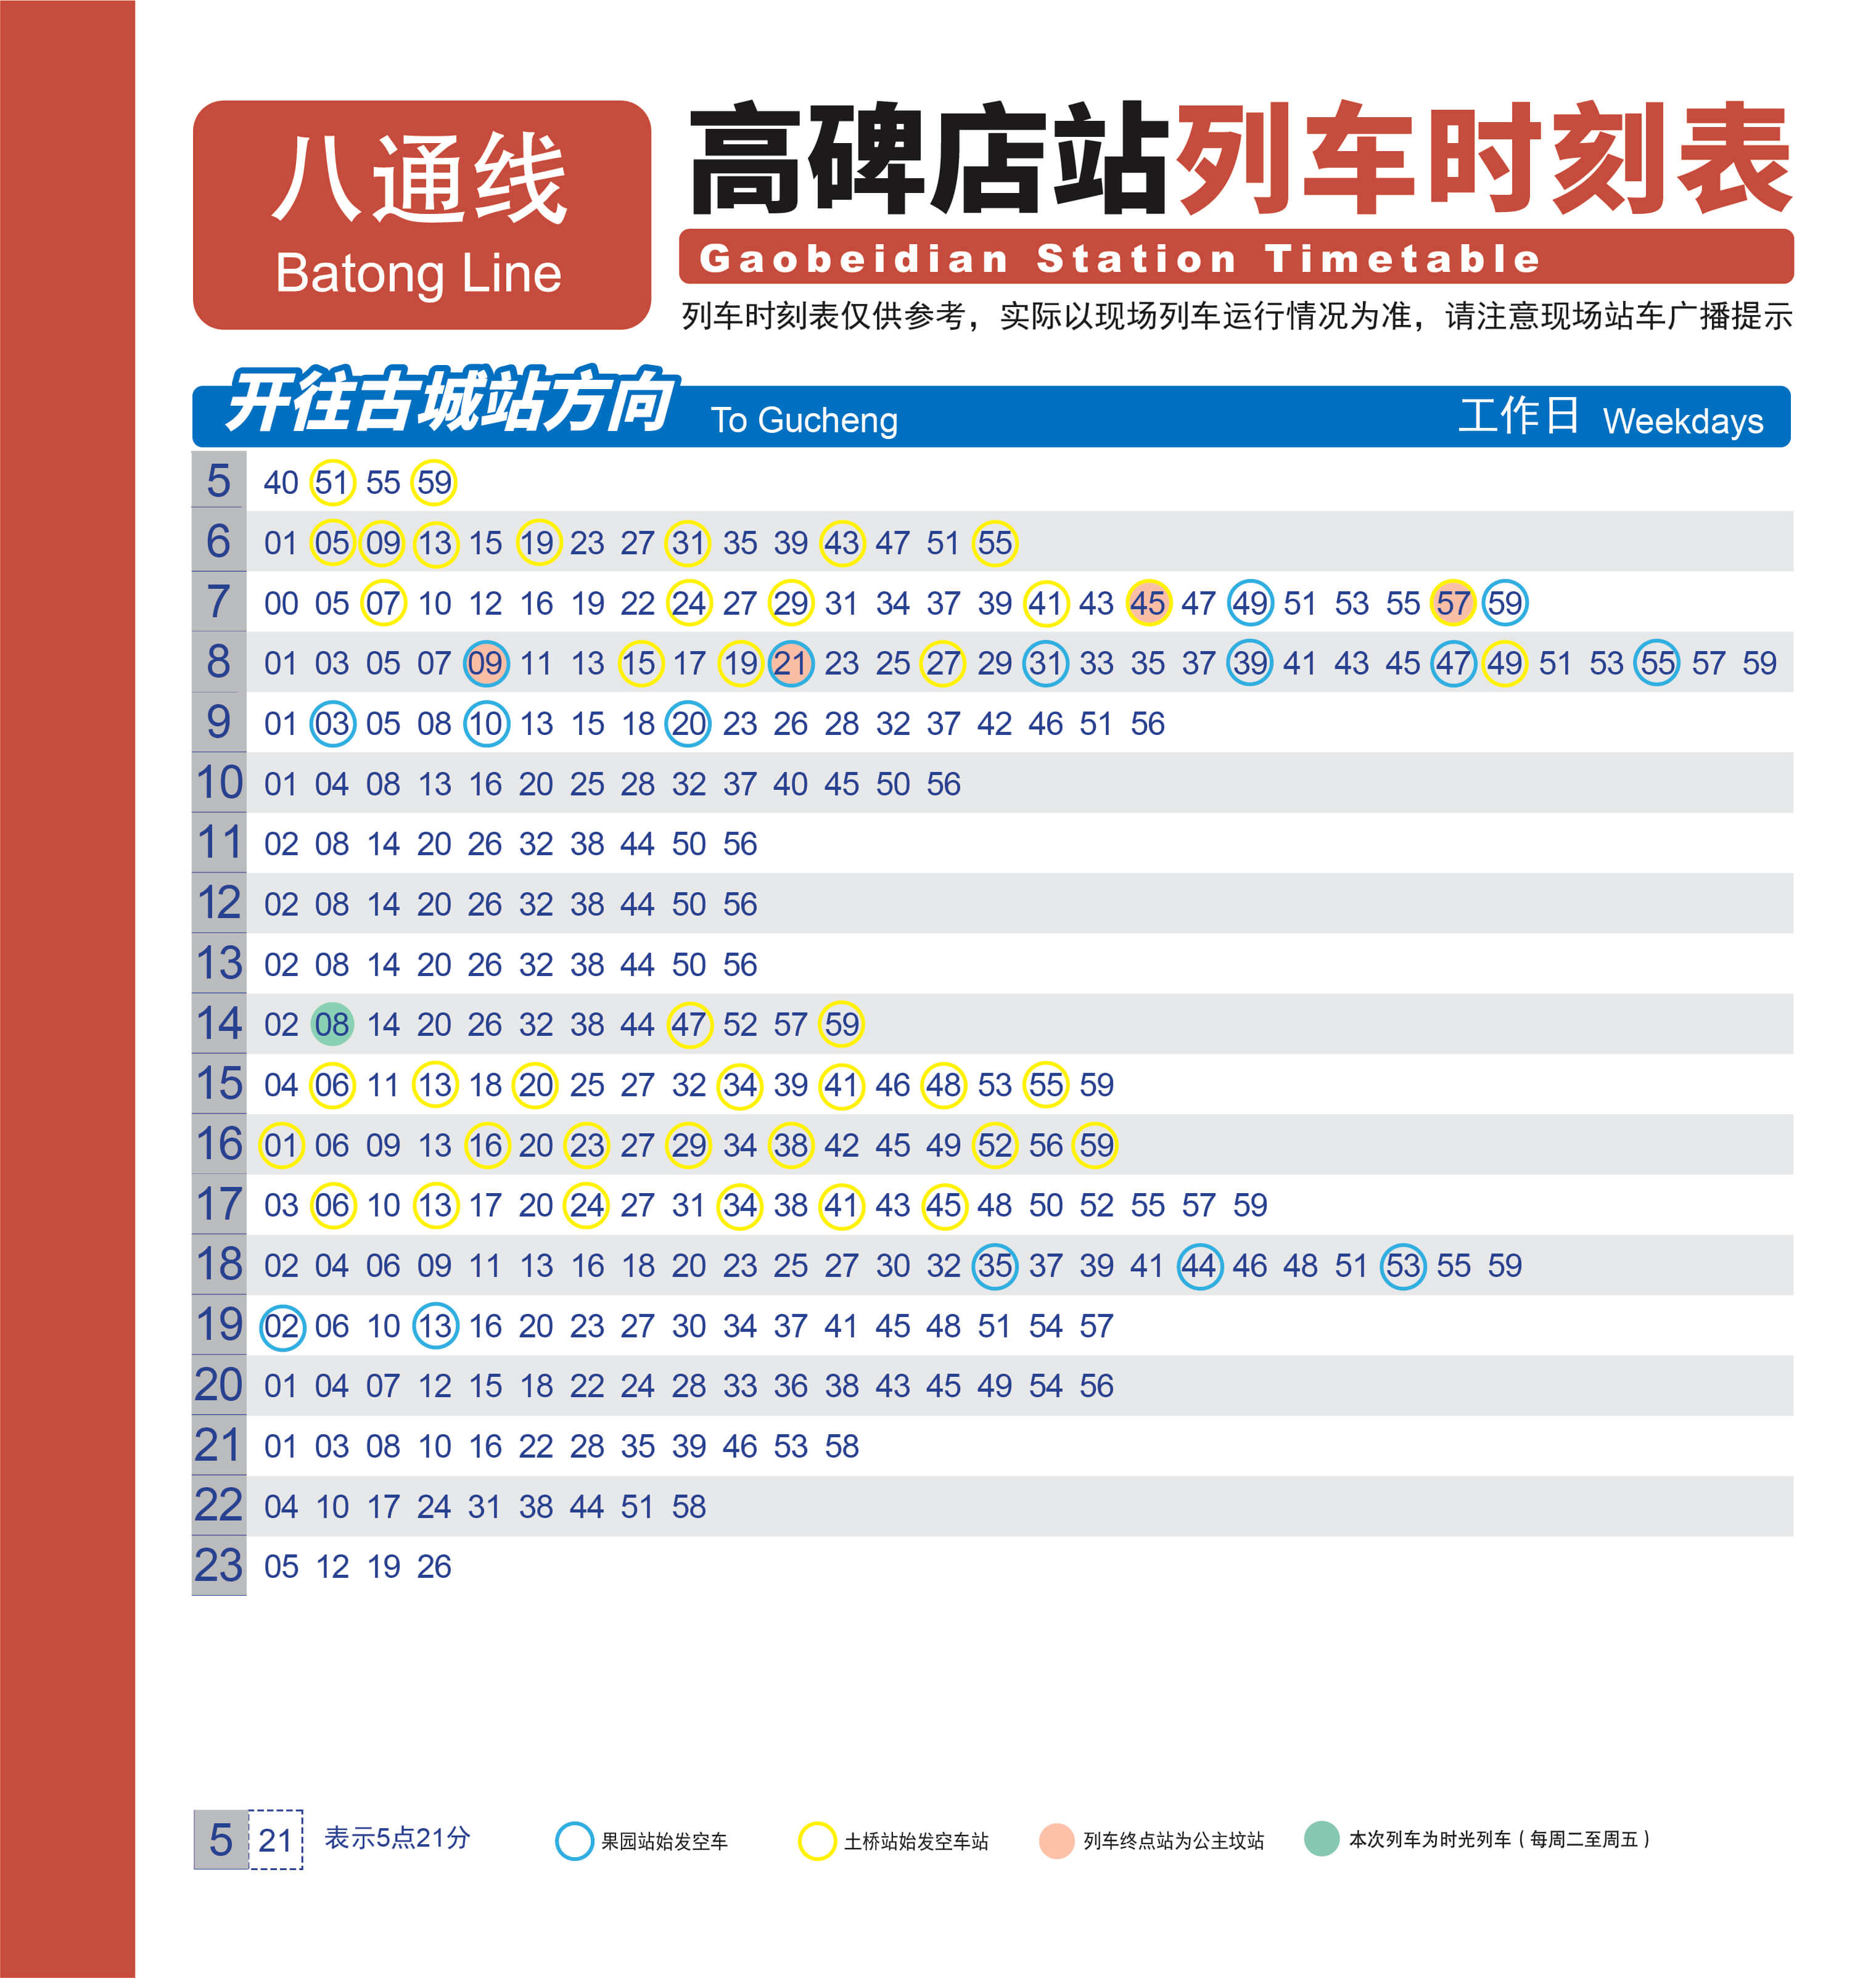 八通线
Batong Line
高碑店站列车时刻表
Gaobeidian Station Timetable
列车时刻表仅供参考，实际以现场列车运行情况为准，请注意现场站车广播提示
开往古城站方向 To Gucheng 工作日 Weekdays
5 40 51 55 59
6 01 05 09 13 15 19 23 27 31 35 39 43 47 51 55
7 00 05 07 10 12 16 19 22 24 27 29 31 34 37 39 41 43 45 47 49 51 53 55 57 59
8 01 03 05 07 09 11 13 15 17 19 21 23 25 27 29 31 33 35 37 39 41 43 45 47 49 51 53 55 57 59
9 01 03 05 08 10 13 15 18 20 23 26 28 32 37 42 46 51 56
10 01 04 08 13 16 20 25 28 32 37 40 45 50 56
11 02 08 14 20 26 32 38 44 50 56
12 02 08 14 20 26 32 38 44 50 56
13 02 08 14 20 26 32 38 44 50 56
14 02 08 14 20 26 32 38 44 47 52 57 59
15 04 06 11 13 18 20 25 27 32 34 39 41 46 48 53 55 59
16 01 06 09 13 16 20 23 27 29 34 38 42 45 49 52 56 59
17 03 06 10 13 17 20 24 27 31 34 38 41 43 45 48 50 52 55 57 59
18 02 04 06 09 11 13 16 18 20 23 25 27 30 32 35 37 39 41 44 46 48 51 53 55 59
19 02 06 10 13 16 20 23 27 30 34 37 41 45 48 51 54 57
20 01 04 07 12 15 18 22 24 28 33 36 38 43 45 49 54 56
21 01 03 08 10 16 22 28 35 39 46 53 58
22 04 10 17 24 31 38 44 51 58
23 05 12 19 26
5 21 表示5点21分 果园站始发空车 土桥站始发空车站 列车终点站为公主坟站 本次列车为时光列车（每周二至周五）